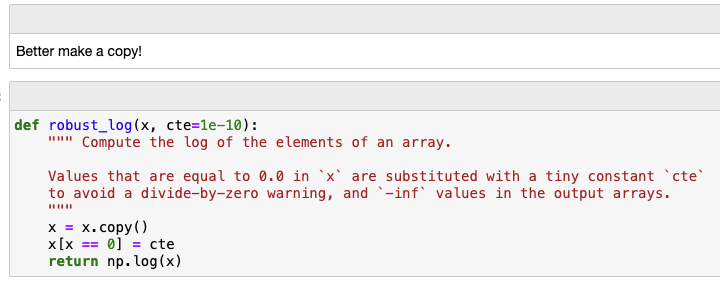 Better make a copy!
def robust_log(x, cte=1e-10):
    """ Compute the log of the elements of an array.

    Values that are equal to 0.0 in `x` are substituted with a tiny constant `cte`
    to avoid a divide-by-zero warning, and `-inf` values in the output arrays.
    """
    x = x.copy()
    x[x == 0] = cte
    return np.log(x)